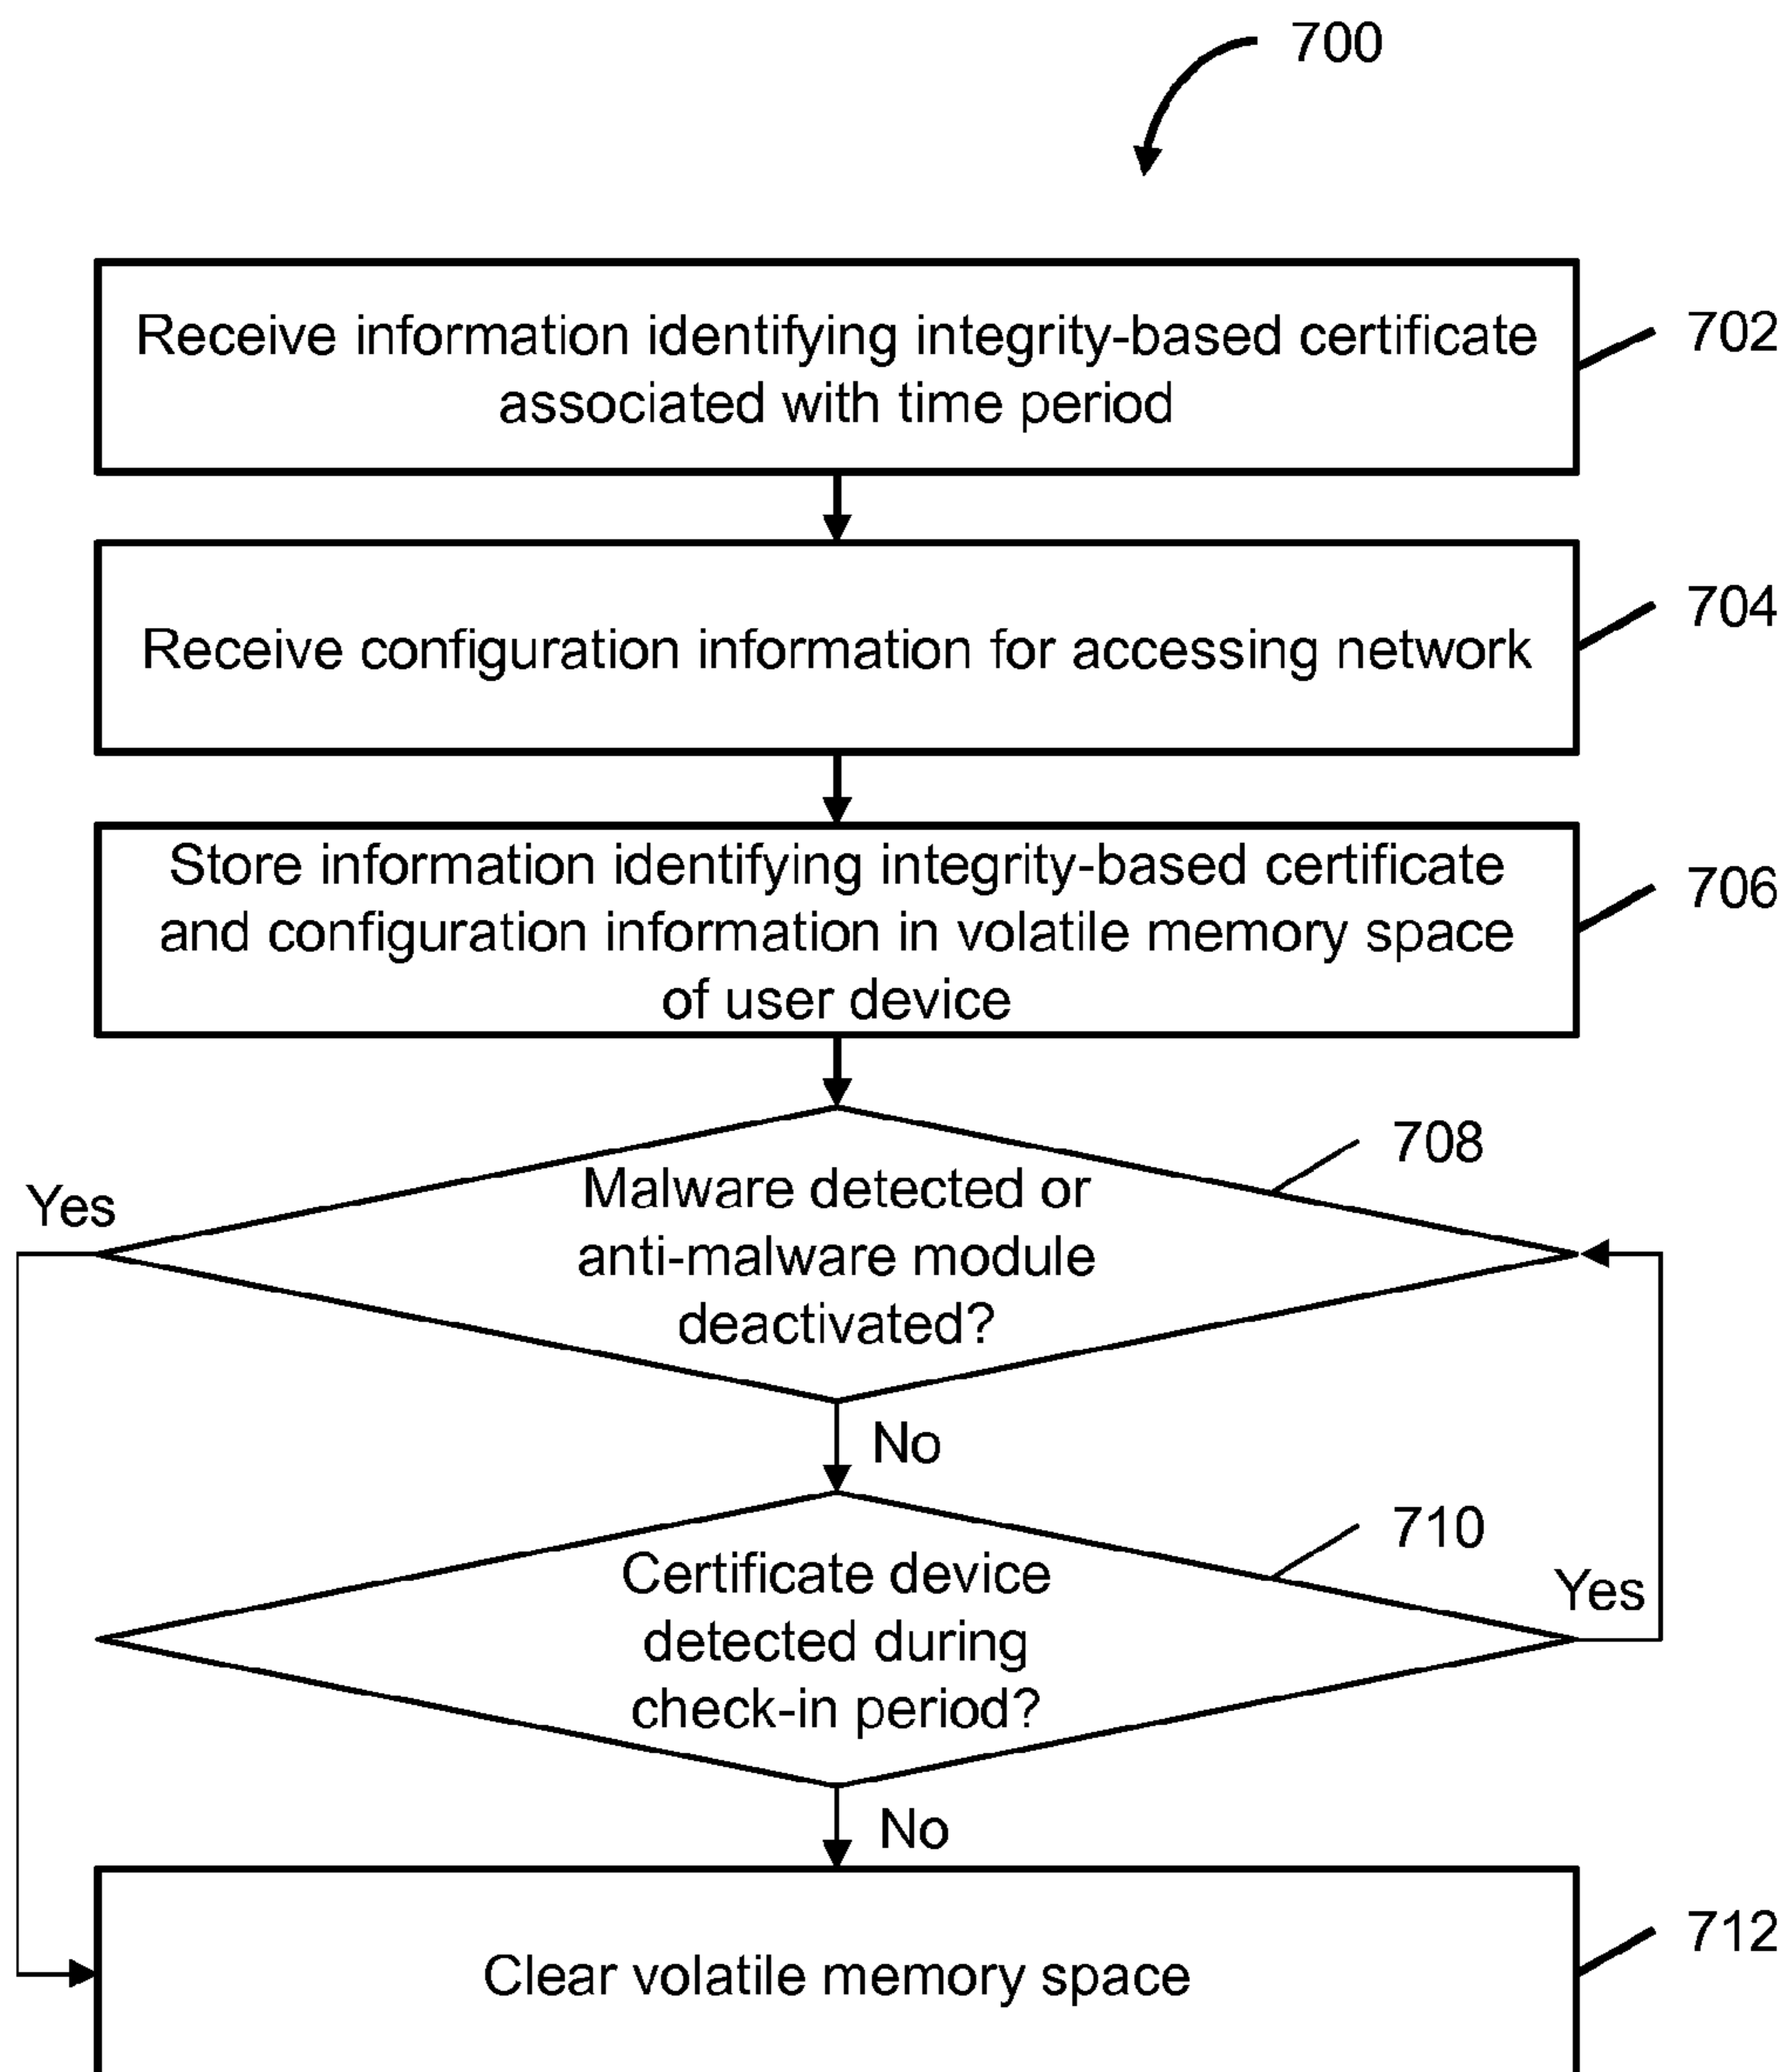 700
Receive information identifying integrity-based certificate
associated with time period
702
Receive configuration information for accessing network
704
Store information identifying integrity-based certificate
and configuration information in volatile memory space
of user device
706
708
Malware detected or
anti-malware module
deactivated?
Yes
No
710
Certificate device
detected during
check-in period?
Yes
No
712
Clear volatile memory space